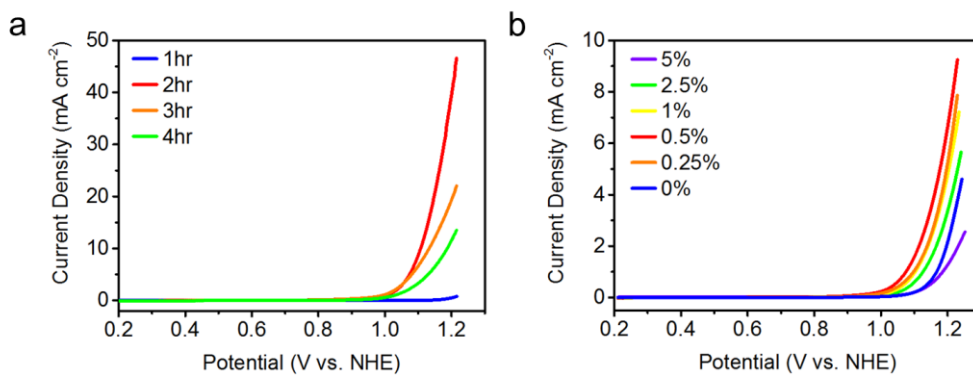 a
50
40
30
20
10
0
Current Density (mA cm⁻²)
1hr
2hr
3hr
4hr
0.2 0.4 0.6 0.8 1.0 1.2
Potential (V vs. NHE)
b
10
8
6
4
2
0
Current Density (mA cm⁻²)
5%
2.5%
1%
0.5%
0.25%
0%
0.2 0.4 0.6 0.8 1.0 1.2
Potential (V vs. NHE)